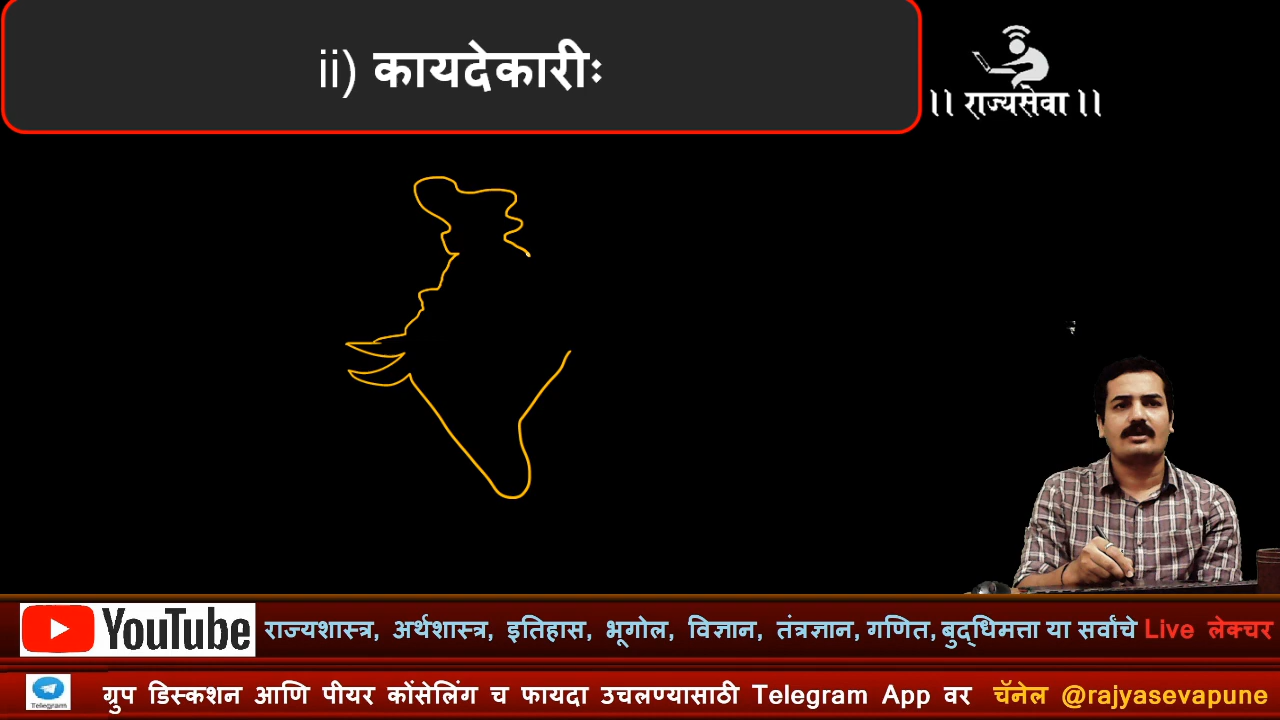 ii) कायदेकारीः
।। राज्यसेवा ।।
YouTube राज्यशास्त्र, अर्थशास्त्र, इतिहास, भूगोल, विज्ञान, तंत्रज्ञान, गणित, बुद्धिमत्ता या सर्वांचे Live लेक्चर
Telegram ग्रुप डिस्कशन आणि पीयर कोंसेलिंग च फायदा उचलण्यासाठी Telegram App वर चॅनेल @rajyasevapune